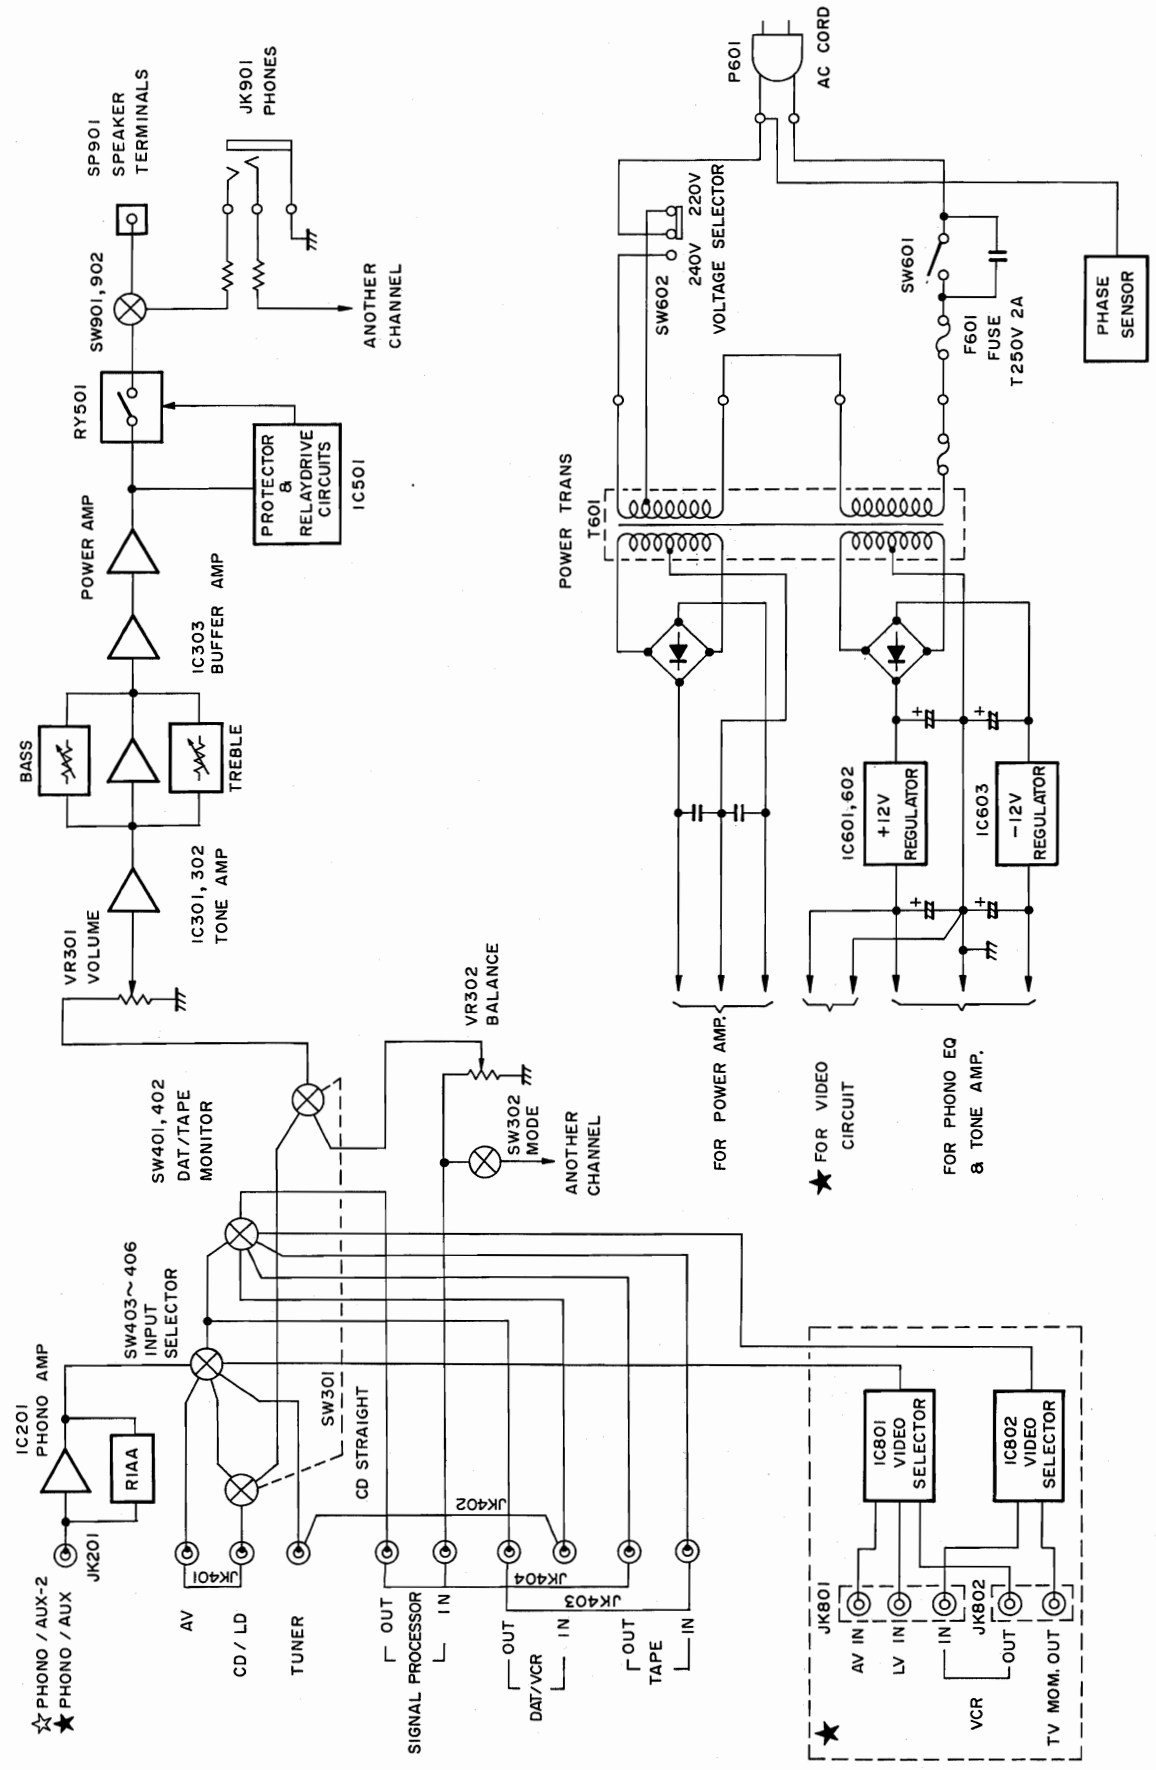 ☆ PHONO / AUX-2
★ PHONO / AUX
JK201
IC201
PHONO AMP
RIAA
AV
CD / LD
TUNER
JK401
JK402
SIGNAL PROCESSOR
OUT
IN
DAT/VCR
OUT
IN
TAPE
OUT
IN
JK404
JK403
SW403~406
INPUT
SELECTOR
SW301
CD STRAIGHT
SW401, 402
DAT/TAPE
MONITOR
SW302
MODE
ANOTHER
CHANNEL
VR302
BALANCE
VR301
VOLUME
IC301, 302
TONE AMP
BASS
TREBLE
IC303
BUFFER AMP
POWER AMP
PROTECTOR
&
RELAYDRIVE
CIRCUITS
IC501
RY501
SW901, 902
SP901
SPEAKER
TERMINALS
JK901
PHONES
ANOTHER
CHANNEL
★
JK801
AV IN
LV IN
IN
VCR
OUT
JK802
TV MOM. OUT
IC801
VIDEO
SELECTOR
IC802
VIDEO
SELECTOR
FOR POWER AMP.
★ FOR VIDEO
CIRCUIT
FOR PHONO EQ
& TONE AMP.
IC601, 602
+12V
REGULATOR
IC603
-12V
REGULATOR
+
+
+
+
POWER TRANS
T601
SW602
240V 220V
VOLTAGE SELECTOR
SW601
F601
FUSE
T250V 2A
P601
AC CORD
PHASE
SENSOR